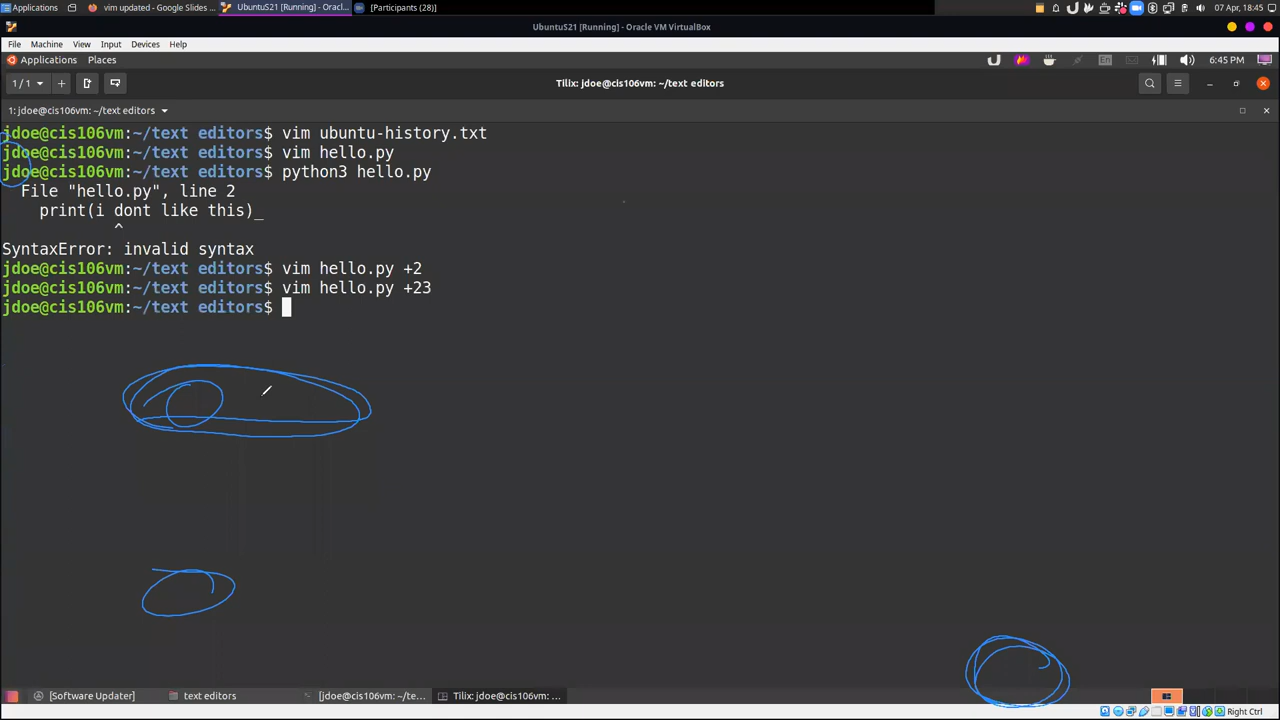 Applications
vim updated - Google Slides ...
UbuntuS21 [Running] - Oracl...
[Participants (28)]
07 Apr, 18:45
UbuntuS21 [Running] - Oracle VM VirtualBox
File Machine View Input Devices Help
Applications Places
En
6:45 PM
1 / 1
Tilix: jdoe@cis106vm: ~/text editors
1: jdoe@cis106vm: ~/text editors
jdoe@cis106vm:~/text editors$ vim ubuntu-history.txt
jdoe@cis106vm:~/text editors$ vim hello.py
jdoe@cis106vm:~/text editors$ python3 hello.py
File "hello.py", line 2
print(i dont like this)_
^
SyntaxError: invalid syntax
jdoe@cis106vm:~/text editors$ vim hello.py +2
jdoe@cis106vm:~/text editors$ vim hello.py +23
jdoe@cis106vm:~/text editors$
[Software Updater]
text editors
[jdoe@cis106vm: ~/te...
Tilix: jdoe@cis106vm: ~/...
Right Ctrl